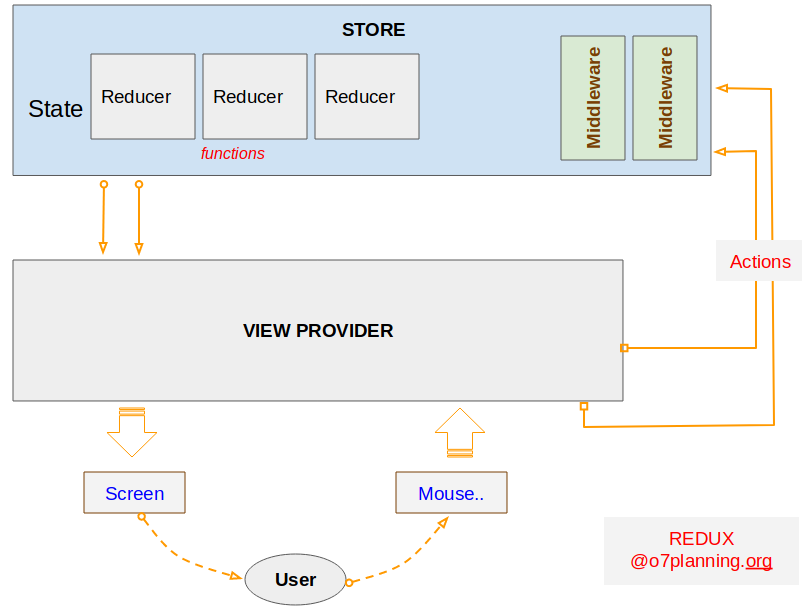 STORE
State
Reducer
Reducer
Reducer
functions
Middleware
Middleware
Actions
VIEW PROVIDER
Screen
Mouse..
User
REDUX
@o7planning.org